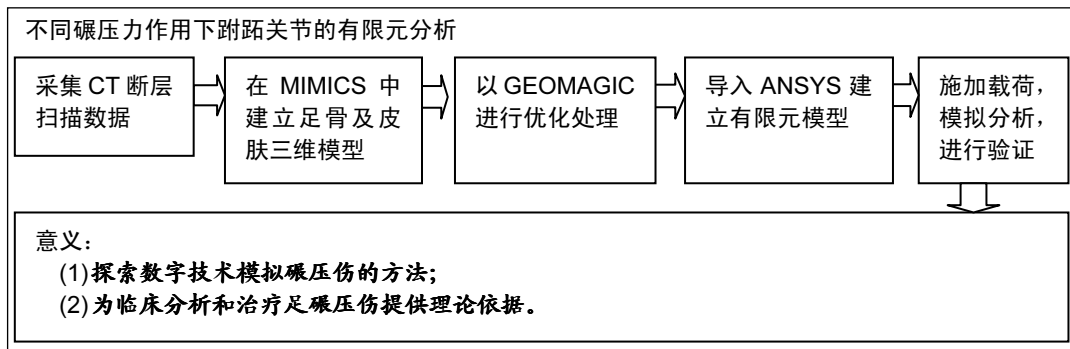 不同碾压力作用下跗跖关节的有限元分析
采集 CT 断层
扫描数据
在 MIMICS 中
建立足骨及皮
肤三维模型
以 GEOMAGIC
进行优化处理
导入 ANSYS 建
立有限元模型
施加载荷，
模拟分析，
进行验证
意义：
(1)探索数字技术模拟碾压伤的方法；
(2)为临床分析和治疗足碾压伤提供理论依据。